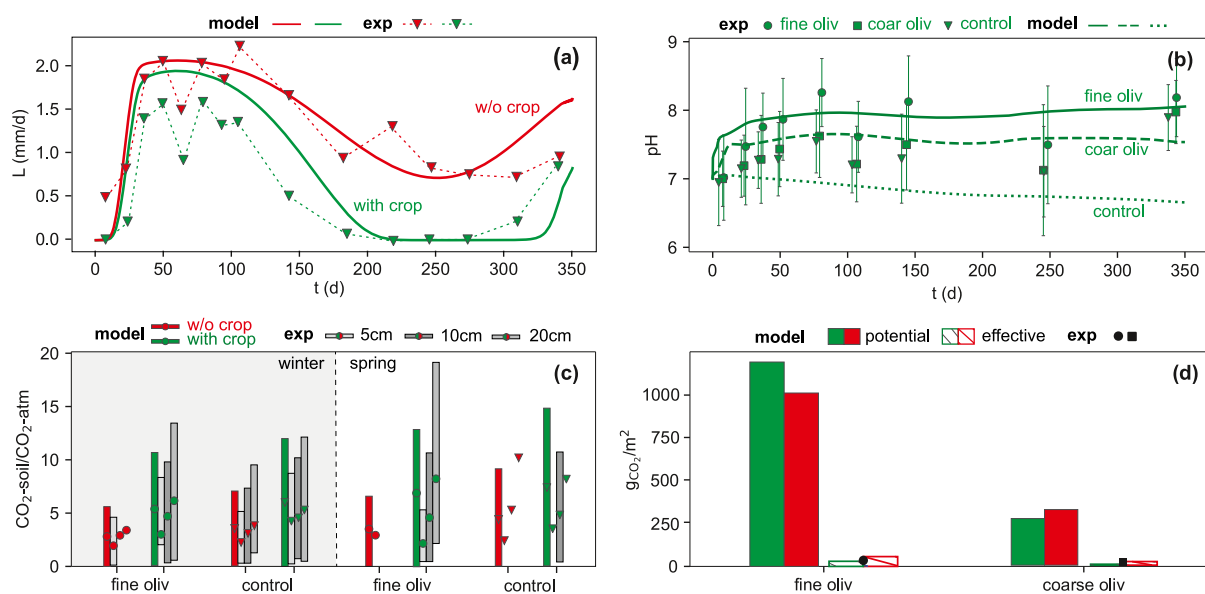 model exp
(a)
L (mm/d)
2.0
1.5
1.0
0.5
0.0
w/o crop
with crop
0 50 100 150 200 250 300 350
t (d)
exp fine oliv coar oliv control model
(b)
pH
9
8
7
6
fine oliv
coar oliv
control
0 50 100 150 200 250 300 350
t (d)
model w/o crop exp 5cm 10cm 20cm
with crop
winter spring (c)
CO₂-soil/CO₂-atm
20
15
10
5
0
fine oliv control fine oliv control
model potential effective exp
(d)
gCO₂/m²
1000
750
500
250
0
fine oliv coarse oliv